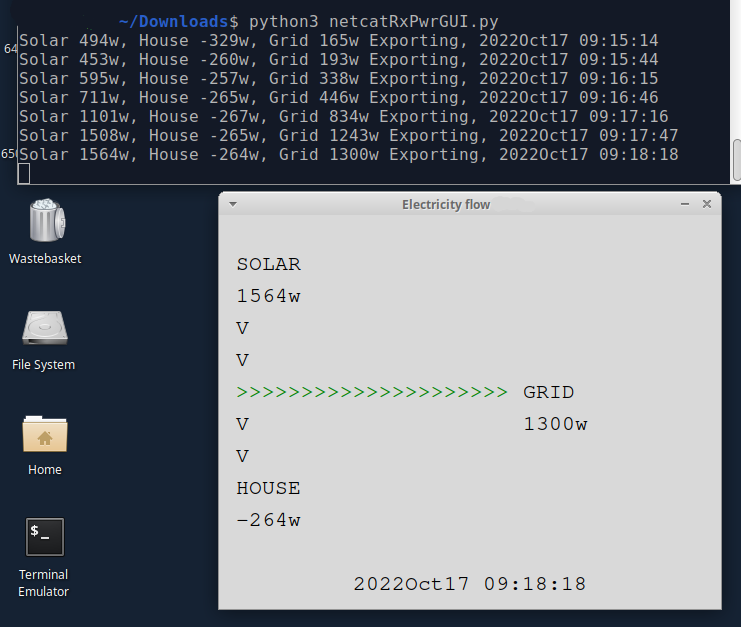 ~/Downloads$ python3 netcatRxPwrGUI.py
Solar 494w, House -329w, Grid 165w Exporting, 2022Oct17 09:15:14
Solar 453w, House -260w, Grid 193w Exporting, 2022Oct17 09:15:44
Solar 595w, House -257w, Grid 338w Exporting, 2022Oct17 09:16:15
Solar 711w, House -265w, Grid 446w Exporting, 2022Oct17 09:16:46
Solar 1101w, House -267w, Grid 834w Exporting, 2022Oct17 09:17:16
Solar 1508w, House -265w, Grid 1243w Exporting, 2022Oct17 09:17:47
Solar 1564w, House -264w, Grid 1300w Exporting, 2022Oct17 09:18:18
Electricity flow
Wastebasket
File System
Home
$_
Terminal
Emulator
SOLAR
1564w
V
V
>>>>>>>>>>>>>>>>>>>>> GRID
V 1300w
V
HOUSE
-264w
2022Oct17 09:18:18